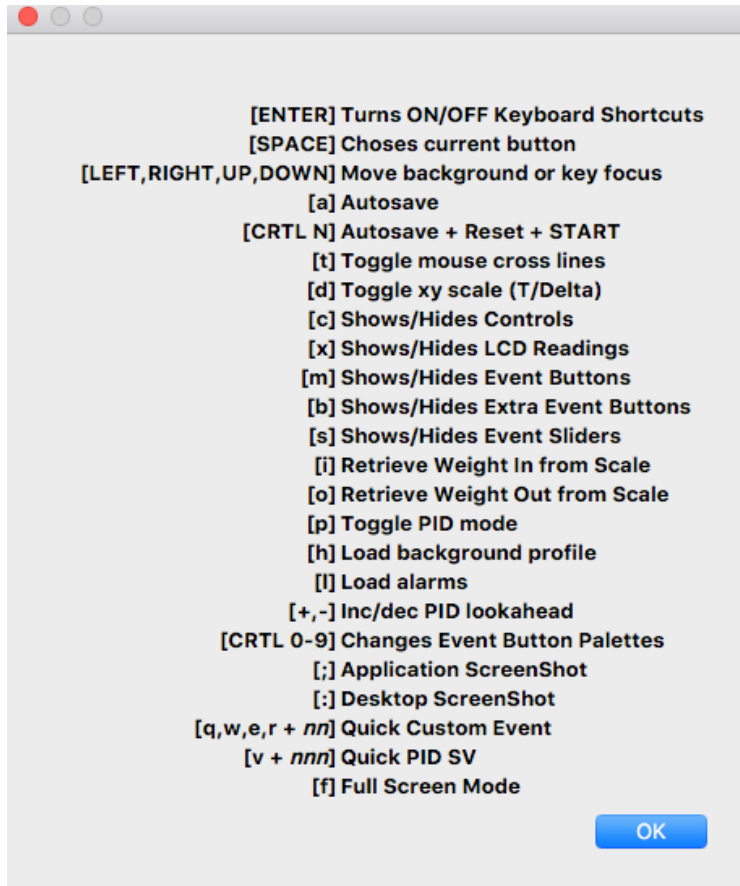 [ENTER] Turns ON/OFF Keyboard Shortcuts
[SPACE] Choses current button
[LEFT,RIGHT,UP,DOWN] Move background or key focus
[a] Autosave
[CRTL N] Autosave + Reset + START
[t] Toggle mouse cross lines
[d] Toggle xy scale (T/Delta)
[c] Shows/Hides Controls
[x] Shows/Hides LCD Readings
[m] Shows/Hides Event Buttons
[b] Shows/Hides Extra Event Buttons
[s] Shows/Hides Event Sliders
[i] Retrieve Weight In from Scale
[o] Retrieve Weight Out from Scale
[p] Toggle PID mode
[h] Load background profile
[l] Load alarms
[+,-] Inc/dec PID lookahead
[CRTL 0-9] Changes Event Button Palettes
[;] Application ScreenShot
[:] Desktop ScreenShot
[q,w,e,r + nn] Quick Custom Event
[v + nnn] Quick PID SV
[f] Full Screen Mode
OK